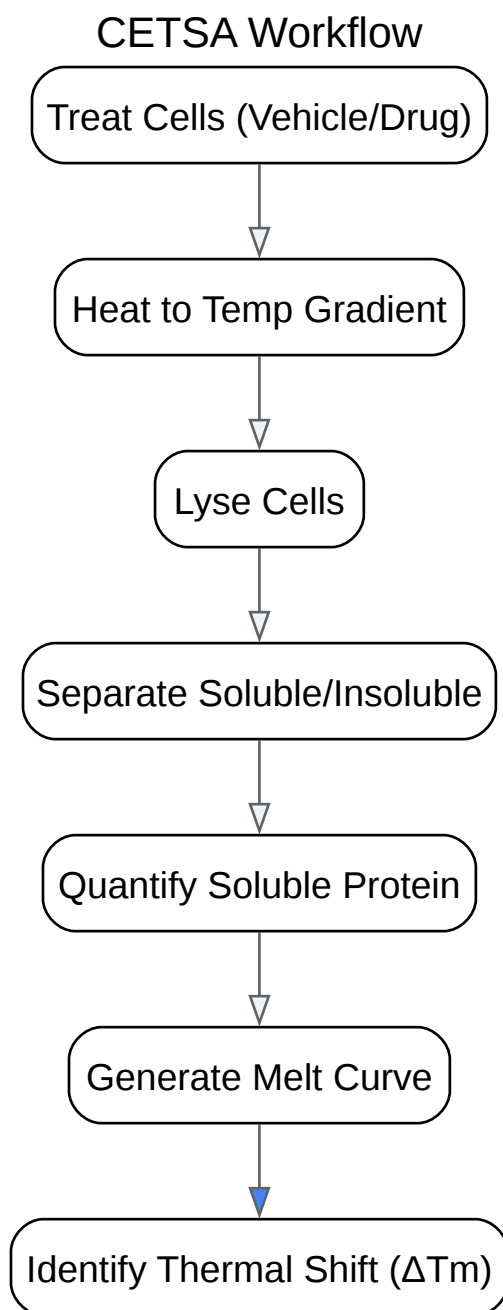 CETSA Workflow
Treat Cells (Vehicle/Drug)
Heat to Temp Gradient
Lyse Cells
Separate Soluble/Insoluble
Quantify Soluble Protein
Generate Melt Curve
Identify Thermal Shift (ΔTm)